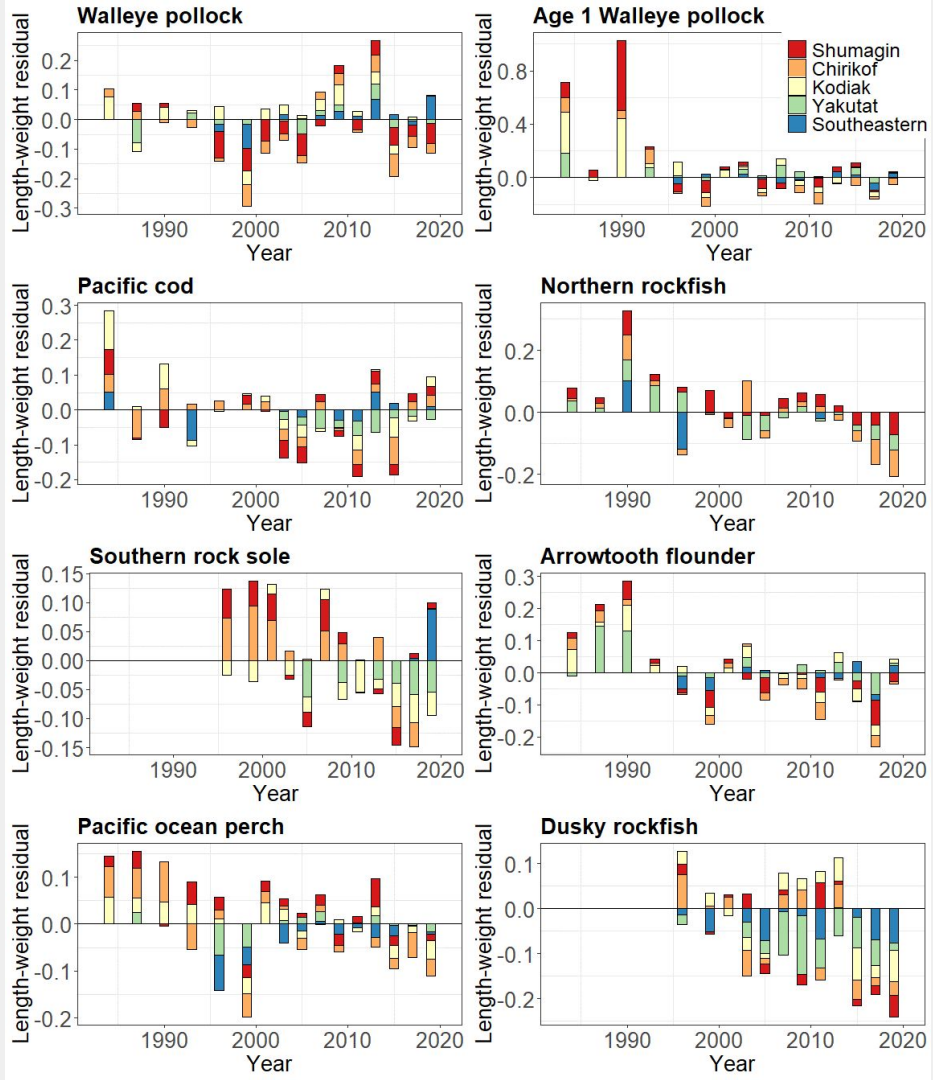 Walleye pollock
Length-weight residual
0.2
0.1
0.0
-0.1
-0.2
-0.3
1990
2000
2010
2020
Year
Age 1 Walleye pollock
Length-weight residual
0.8
0.4
0.0
1990
2000
2010
2020
Year
Shumagin
Chirikof
Kodiak
Yakutat
Southeastern
Pacific cod
Length-weight residual
0.3
0.2
0.1
0.0
-0.1
-0.2
1990
2000
2010
2020
Year
Northern rockfish
Length-weight residual
0.2
0.0
-0.2
1990
2000
2010
2020
Year
Southern rock sole
Length-weight residual
0.15
0.10
0.05
0.00
-0.05
-0.10
-0.15
1990
2000
2010
2020
Year
Arrowtooth flounder
Length-weight residual
0.3
0.2
0.1
0.0
-0.1
-0.2
1990
2000
2010
2020
Year
Pacific ocean perch
Length-weight residual
0.1
0.0
-0.1
-0.2
1990
2000
2010
2020
Year
Dusky rockfish
Length-weight residual
0.1
0.0
-0.1
-0.2
1990
2000
2010
2020
Year